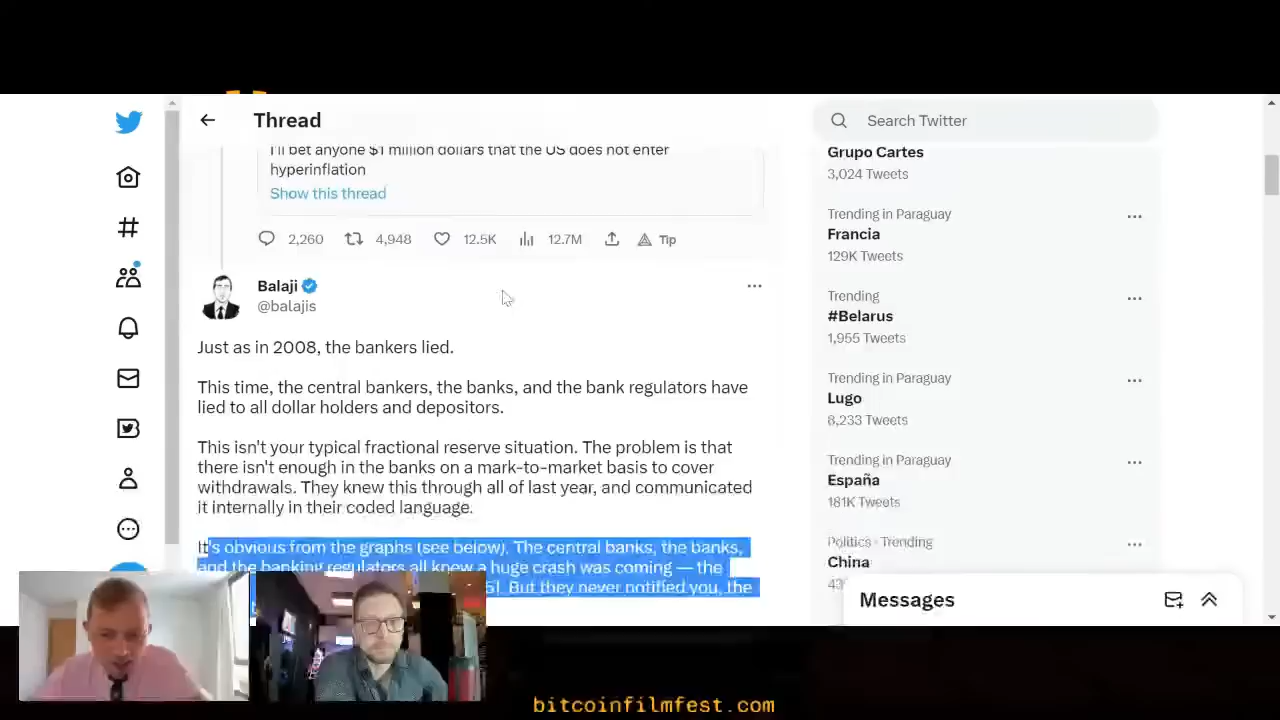 Thread
I'll bet anyone $1 million dollars that the US does not enter
hyperinflation
Show this thread
2,260
4,948
12.5K
12.7M
Tip
Balaji
@balajis
Just as in 2008, the bankers lied.
This time, the central bankers, the banks, and the bank regulators have
lied to all dollar holders and depositors.
This isn't your typical fractional reserve situation. The problem is that
there isn't enough in the banks on a mark-to-market basis to cover
withdrawals. They knew this through all of last year, and communicated
it internally in their coded language.
It's obvious from the graphs (see below). The central banks, the banks,
and the banking regulators all knew a huge crash was coming — the
But they never notified you, the
Search Twitter
Grupo Cartes
3,024 Tweets
Trending in Paraguay
Francia
129K Tweets
Trending
#Belarus
1,955 Tweets
Trending in Paraguay
Lugo
8,233 Tweets
Trending in Paraguay
España
181K Tweets
Politics · Trending
China
Messages
bitcoinfilmfest.com